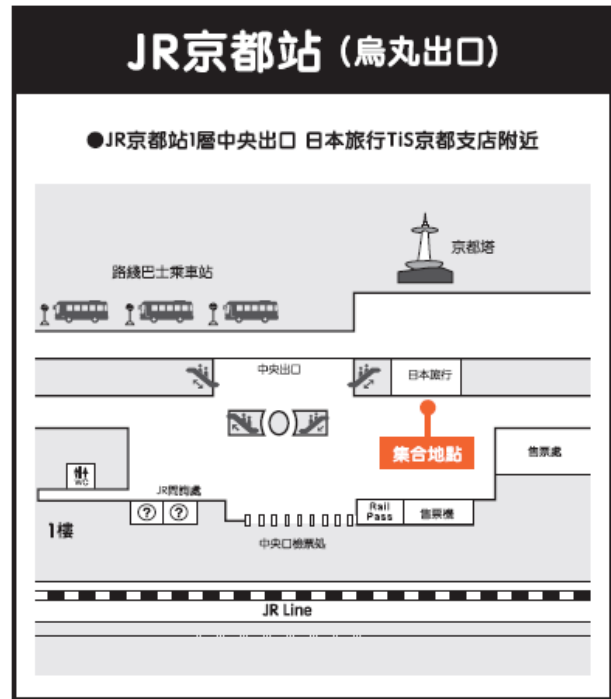 JR京都站（烏丸出口）
●JR京都站1層中央出口 日本旅行TiS京都支店附近
京都塔
路綫巴士乘車站
中央出口
日本旅行
集合地點
售票處
WC
JR問詢處
? ?
Rail
Pass
售票機
1樓
中央口檢票処
JR Line